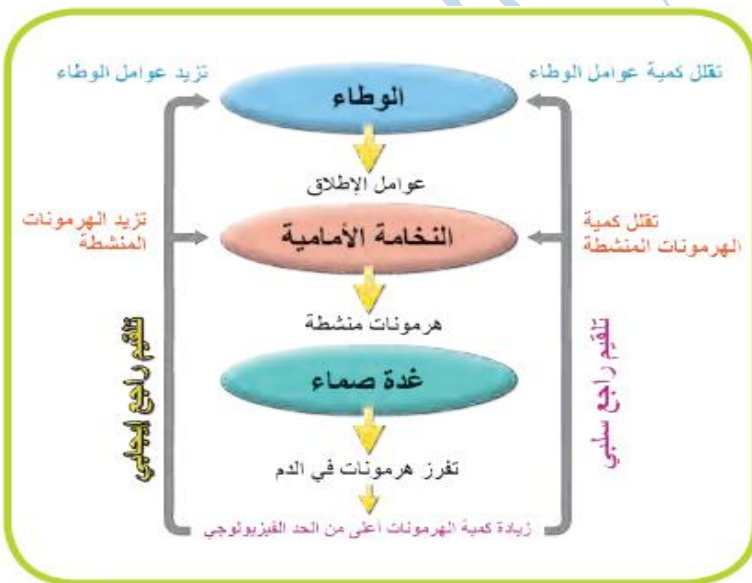 تقلل كمية عوامل الوطاء
تزيد عوامل الوطاء
الوطاء
عوامل الإطلاق
تقلل كمية
الهرمونات المنشطة
تزيد الهرمونات
المنشطة
النخامة الأمامية
هرمونات منشطة
تلقيم راجع سلبي
تلقيم راجع إيجابي
غدة صماء
تفرز هرمونات في الدم
زيادة كمية الهرمونات أعلى من الحد الفيزيولوجي